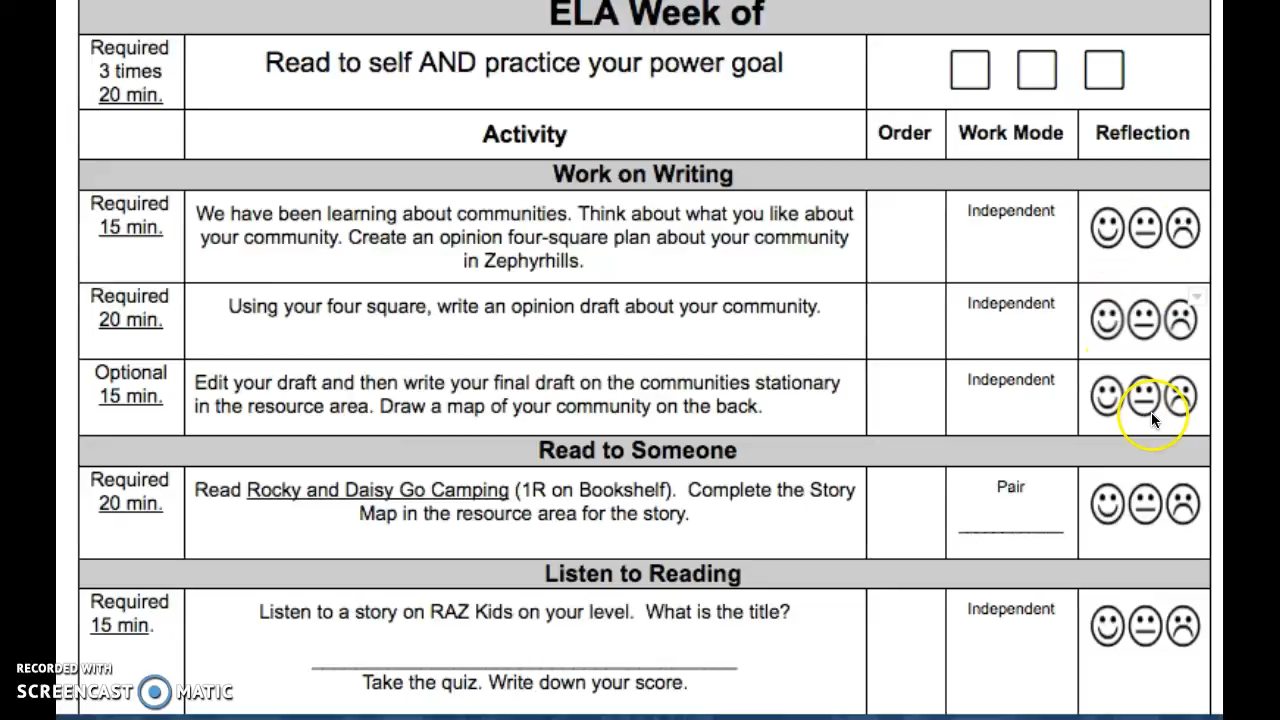 ELA Week of
Required
3 times
20 min.
Read to self AND practice your power goal
Activity
Order
Work Mode
Reflection
Work on Writing
Required
15 min.
We have been learning about communities. Think about what you like about
your community. Create an opinion four-square plan about your community
in Zephyrhills.
Independent
Required
20 min.
Using your four square, write an opinion draft about your community.
Independent
Optional
15 min.
Edit your draft and then write your final draft on the communities stationary
in the resource area. Draw a map of your community on the back.
Independent
Read to Someone
Required
20 min.
Read Rocky and Daisy Go Camping (1R on Bookshelf). Complete the Story
Map in the resource area for the story.
Pair
Listen to Reading
Required
15 min.
Listen to a story on RAZ Kids on your level. What is the title?
Take the quiz. Write down your score.
Independent
RECORDED WITH
SCREENCAST MATIC